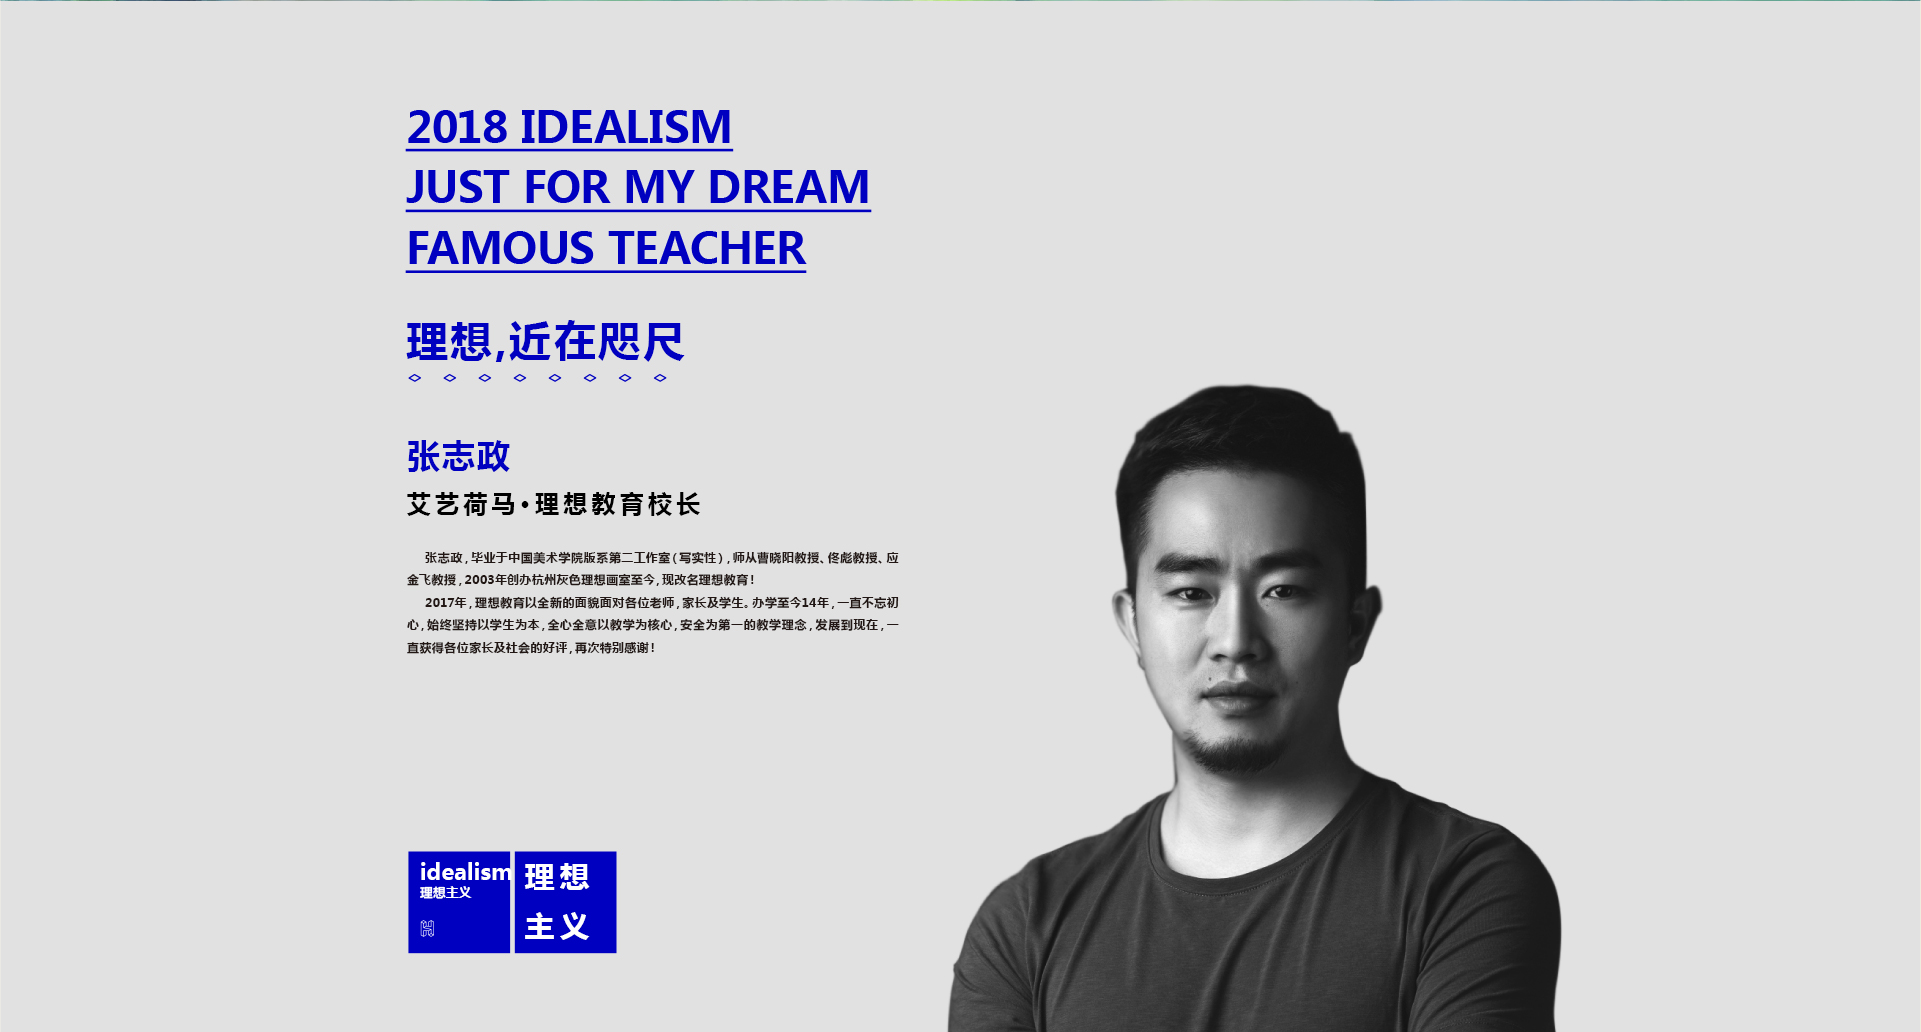 2018 IDEALISM
JUST FOR MY DREAM
FAMOUS TEACHER
理想,近在咫尺
张志政
艾艺荷马·理想教育校长
张志政,毕业于中国美术学院版系第二工作室(写实性),师从曹晓阳教授、佟彪教授、应
金飞教授,2003年创办杭州灰色理想画室至今,现改名理想教育!
2017年,理想教育以全新的面貌面对各位老师,家长及学生。办学至今14年,一直不忘初
心,始终坚持以学生为本,全心全意以教学为核心,安全为第一的教学理念,发展到现在,一
直获得各位家长及社会的好评,再次特别感谢!
idealism
理想主义
理想
主义